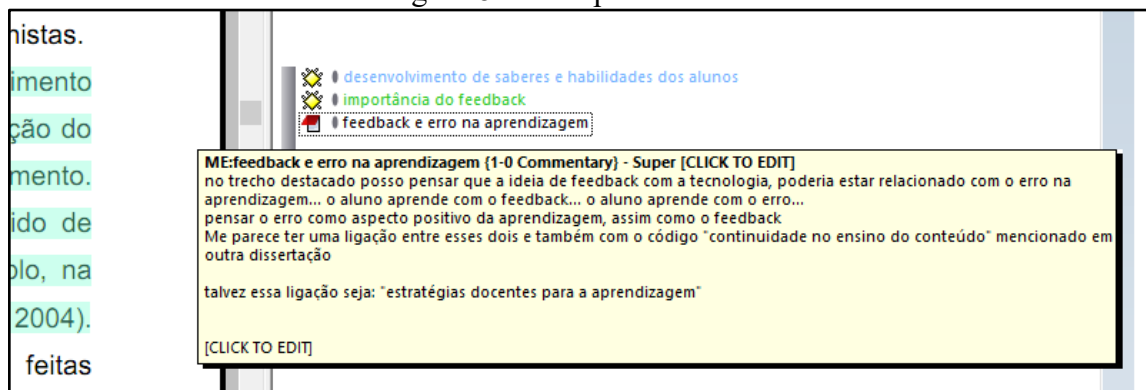 nistas.
imento
ção do
mento.
ido de
olo, na
2004).
feitas
desenvolvimento de saberes e habilidades dos alunos
importância do feedback
feedback e erro na aprendizagem
ME:feedback e erro na aprendizagem {1-0 Commentary} - Super [CLICK TO EDIT]
no trecho destacado posso pensar que a ideia de feedback com a tecnologia, poderia estar relacionado com o erro na
aprendizagem... o aluno aprende com o feedback... o aluno aprende com o erro...
pensar o erro como aspecto positivo da aprendizagem, assim como o feedback
Me parece ter uma ligação entre esses dois e também com o código "continuidade no ensino do conteúdo" mencionado em
outra dissertação
talvez essa ligação seja: "estratégias docentes para a aprendizagem"
[CLICK TO EDIT]